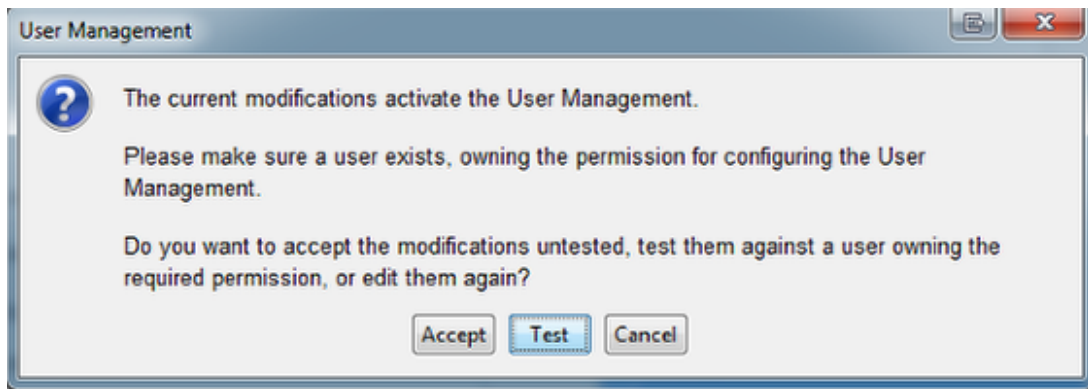 User Management
The current modifications activate the User Management.
Please make sure a user exists, owning the permission for configuring the User
Management.
Do you want to accept the modifications untested, test them against a user owning the
required permission, or edit them again?
Accept Test Cancel